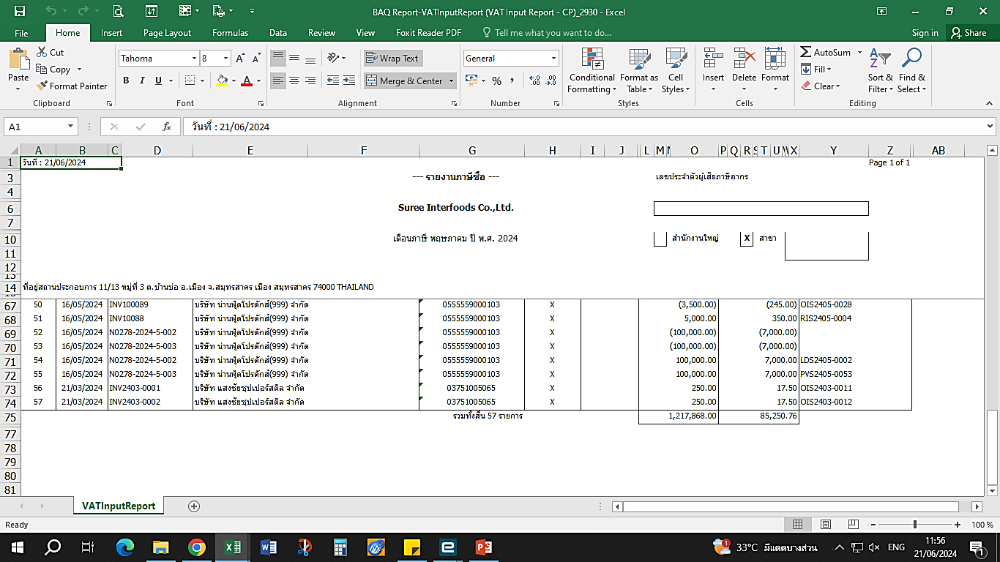 BAQ Report-VATInputReport (VAT Input Report - CP)_2930 - Excel
File Home Insert Page Layout Formulas Data Review View Foxit Reader PDF Tell me what you want to do... Sign in Share
Paste Cut Copy Format Painter Clipboard
Tahoma 8 B I U A Font
Wrap Text Merge & Center Alignment
General % , Number
Conditional Formatting Format as Table Cell Styles Styles
Insert Delete Format Cells
AutoSum Fill Clear Sort & Filter Find & Select Editing
A1 fx วันที่ : 21/06/2024
A B C D E F G H I J L M N O P Q R S T U V W X Y Z AB
1 วันที่ : 21/06/2024 Page 1 of 1
3 --- รายงานภาษีซื้อ --- เลขประจำตัวผู้เสียภาษีอากร
4
6 Suree Interfoods Co.,Ltd.
7
10 เดือนภาษี พฤษภาคม ปี พ.ศ. 2024 สำนักงานใหญ่ X สาขา
11
12
13
14 ที่อยู่สถานประกอบการ 11/13 หมู่ที่ 3 ต.บ้านบ่อ อ.เมือง จ.สมุทรสาคร เมือง สมุทรสาคร 74000 THAILAND
67 50 16/05/2024 INV100089 บริษัท น่านฟู้ดโปรดักส์(999) จำกัด 0555559000103 X (3,500.00) (245.00) OIS2405-0028
68 51 16/05/2024 INV10088 บริษัท น่านฟู้ดโปรดักส์(999) จำกัด 0555559000103 X 5,000.00 350.00 RIS2405-0004
69 52 16/05/2024 N0278-2024-5-002 บริษัท น่านฟู้ดโปรดักส์(999) จำกัด 0555559000103 X (100,000.00) (7,000.00)
70 53 16/05/2024 N0278-2024-5-003 บริษัท น่านฟู้ดโปรดักส์(999) จำกัด 0555559000103 X (100,000.00) (7,000.00)
71 54 16/05/2024 N0278-2024-5-002 บริษัท น่านฟู้ดโปรดักส์(999) จำกัด 0555559000103 X 100,000.00 7,000.00 LDS2405-0002
72 55 16/05/2024 N0278-2024-5-003 บริษัท น่านฟู้ดโปรดักส์(999) จำกัด 0555559000103 X 100,000.00 7,000.00 PVS2405-0053
73 56 21/03/2024 INV2403-0001 บริษัท แสงชัยซุปเปอร์สตีล จำกัด 03751005065 X 250.00 17.50 OIS2403-0011
74 57 21/03/2024 INV2403-0002 บริษัท แสงชัยซุปเปอร์สตีล จำกัด 03751005065 X 250.00 17.50 OIS2403-0012
75 รวมทั้งสิ้น 57 รายการ 1,217,868.00 85,250.76
77
78
79
80
81
VATInputReport
Ready 100 %
33°C มีแดดบางส่วน ENG 11:56
21/06/2024 1